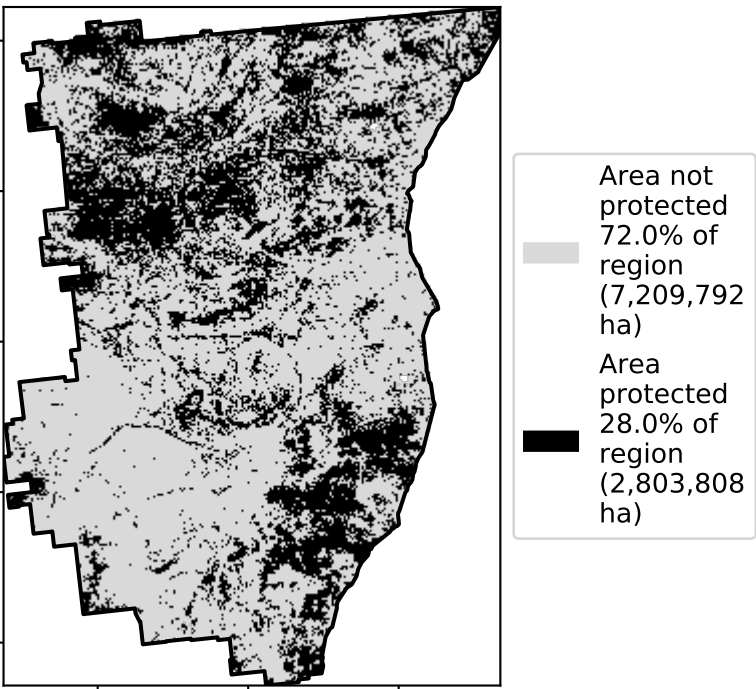 Area not
protected
72.0% of
region
(7,209,792
ha)
Area
protected
28.0% of
region
(2,803,808
ha)